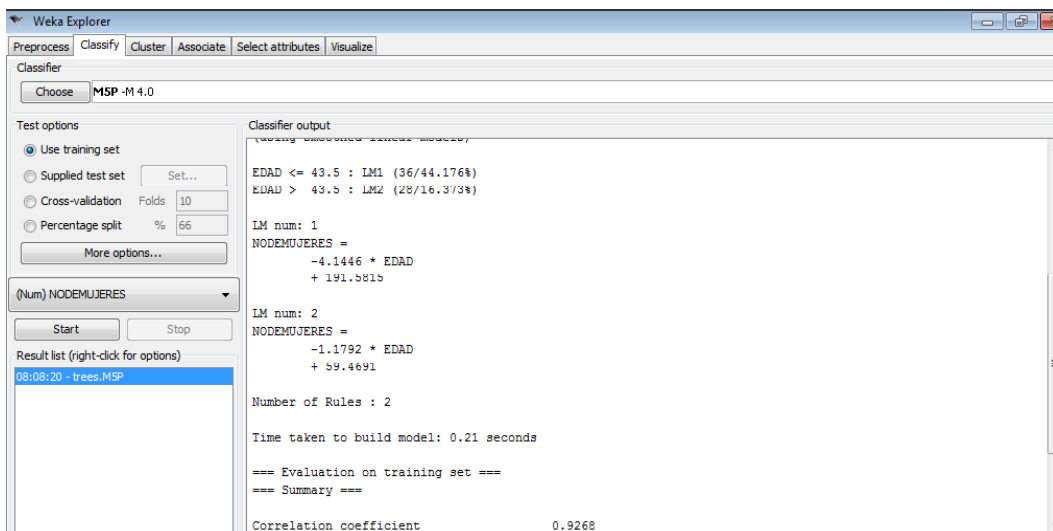 Weka Explorer
Preprocess Classify Cluster Associate Select attributes Visualize
Classifier
Choose M5P -M 4.0
Test options
Use training set
Supplied test set Set...
Cross-validation Folds 10
Percentage split % 66
More options...
(Num) NODEMUJERES
Start Stop
Result list (right-click for options)
08:08:20 - trees.M5P
Classifier output
(using smoothed linear models)
EDAD <= 43.5 : LM1 (36/44.176%)
EDAD > 43.5 : LM2 (28/16.373%)
LM num: 1
NODEMUJERES =
-4.1446 * EDAD
+ 191.5815
LM num: 2
NODEMUJERES =
-1.1792 * EDAD
+ 59.4691
Number of Rules : 2
Time taken to build model: 0.21 seconds
=== Evaluation on training set ===
=== Summary ===
Correlation coefficient 0.9268